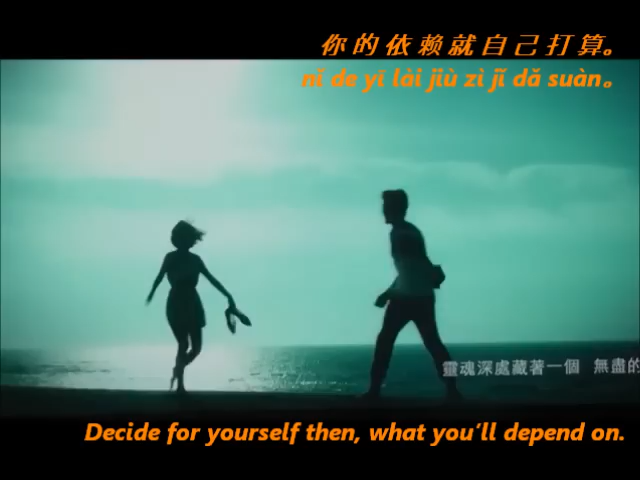 你的依赖就自己打算。
nǐ de yī lài jiù zì jǐ dǎ suàn。
靈魂深處藏著一個 無盡的
Decide for yourself then, what you'll depend on.